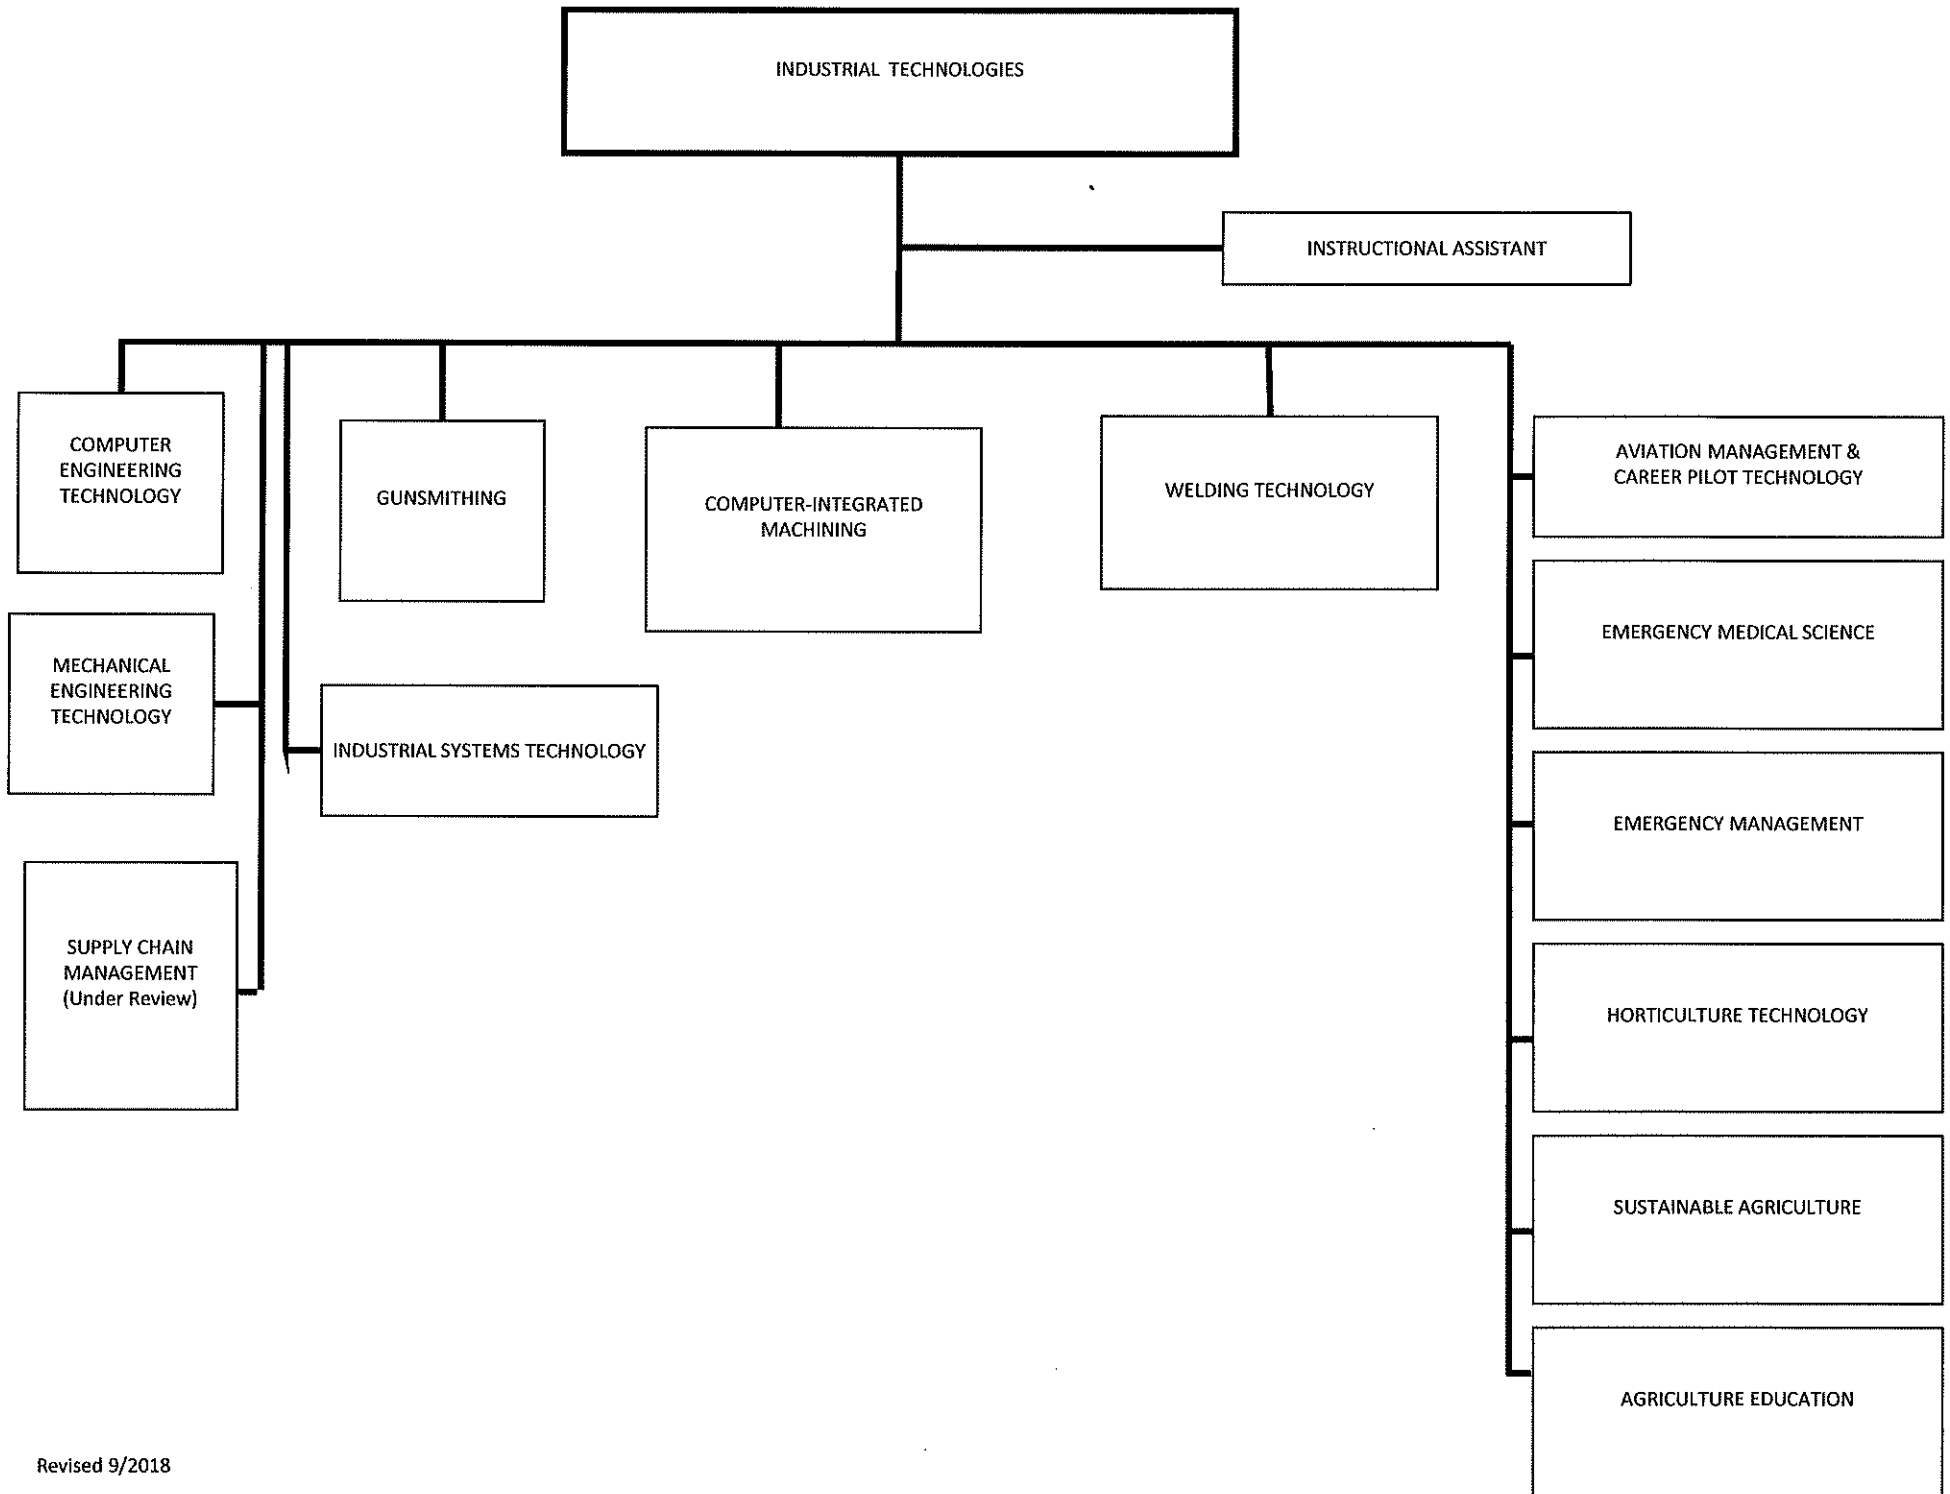 INDUSTRIAL TECHNOLOGIES
INSTRUCTIONAL ASSISTANT
COMPUTER
ENGINEERING
TECHNOLOGY
GUNSMITHING
COMPUTER-INTEGRATED
MACHINING
WELDING TECHNOLOGY
AVIATION MANAGEMENT &
CAREER PILOT TECHNOLOGY
EMERGENCY MEDICAL SCIENCE
MECHANICAL
ENGINEERING
TECHNOLOGY
INDUSTRIAL SYSTEMS TECHNOLOGY
EMERGENCY MANAGEMENT
SUPPLY CHAIN
MANAGEMENT
(Under Review)
HORTICULTURE TECHNOLOGY
SUSTAINABLE AGRICULTURE
AGRICULTURE EDUCATION
Revised 9/2018